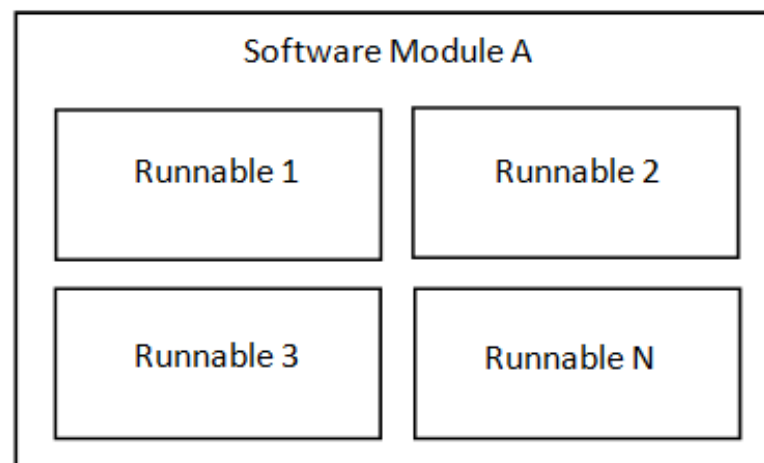 Software Module A
Runnable 1
Runnable 2
Runnable 3
Runnable N